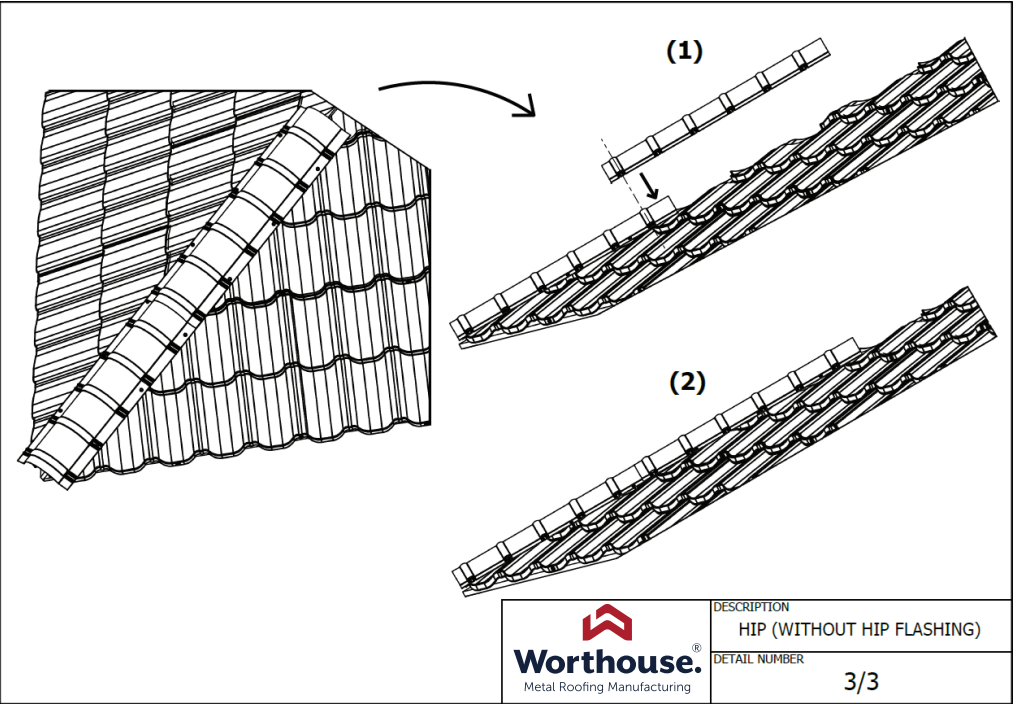 (1)
(2)
DESCRIPTION
HIP (WITHOUT HIP FLASHING)
Worthouse.®
Metal Roofing Manufacturing
DETAIL NUMBER
3/3